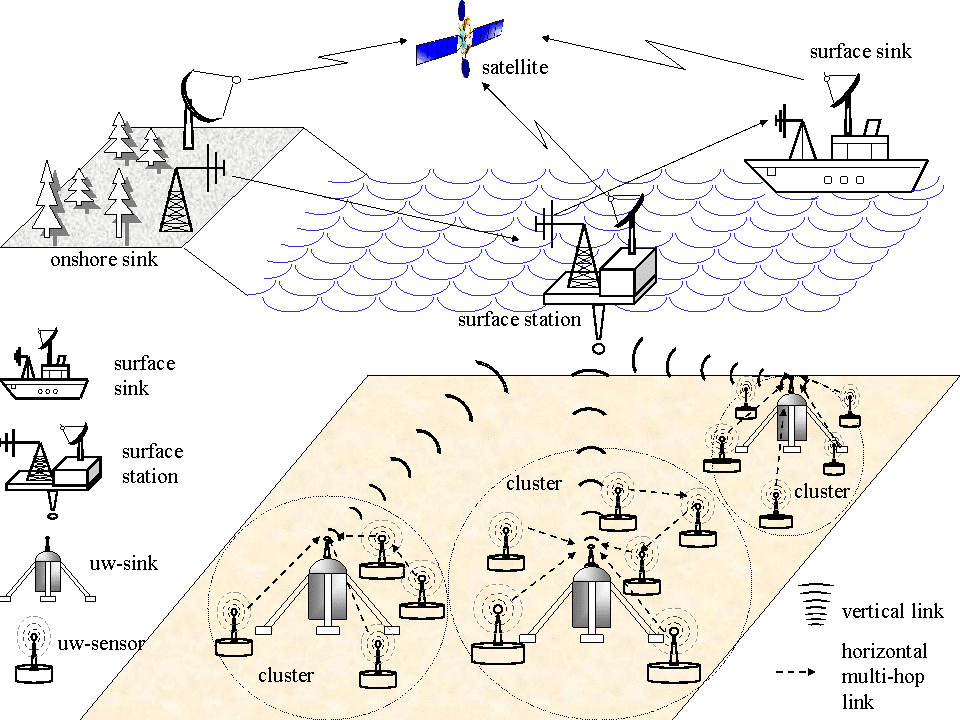 surface sink
satellite
onshore sink
surface station
surface
sink
surface
station
uw-sink
uw-sensor
cluster
cluster
cluster
vertical link
horizontal
multi-hop
link